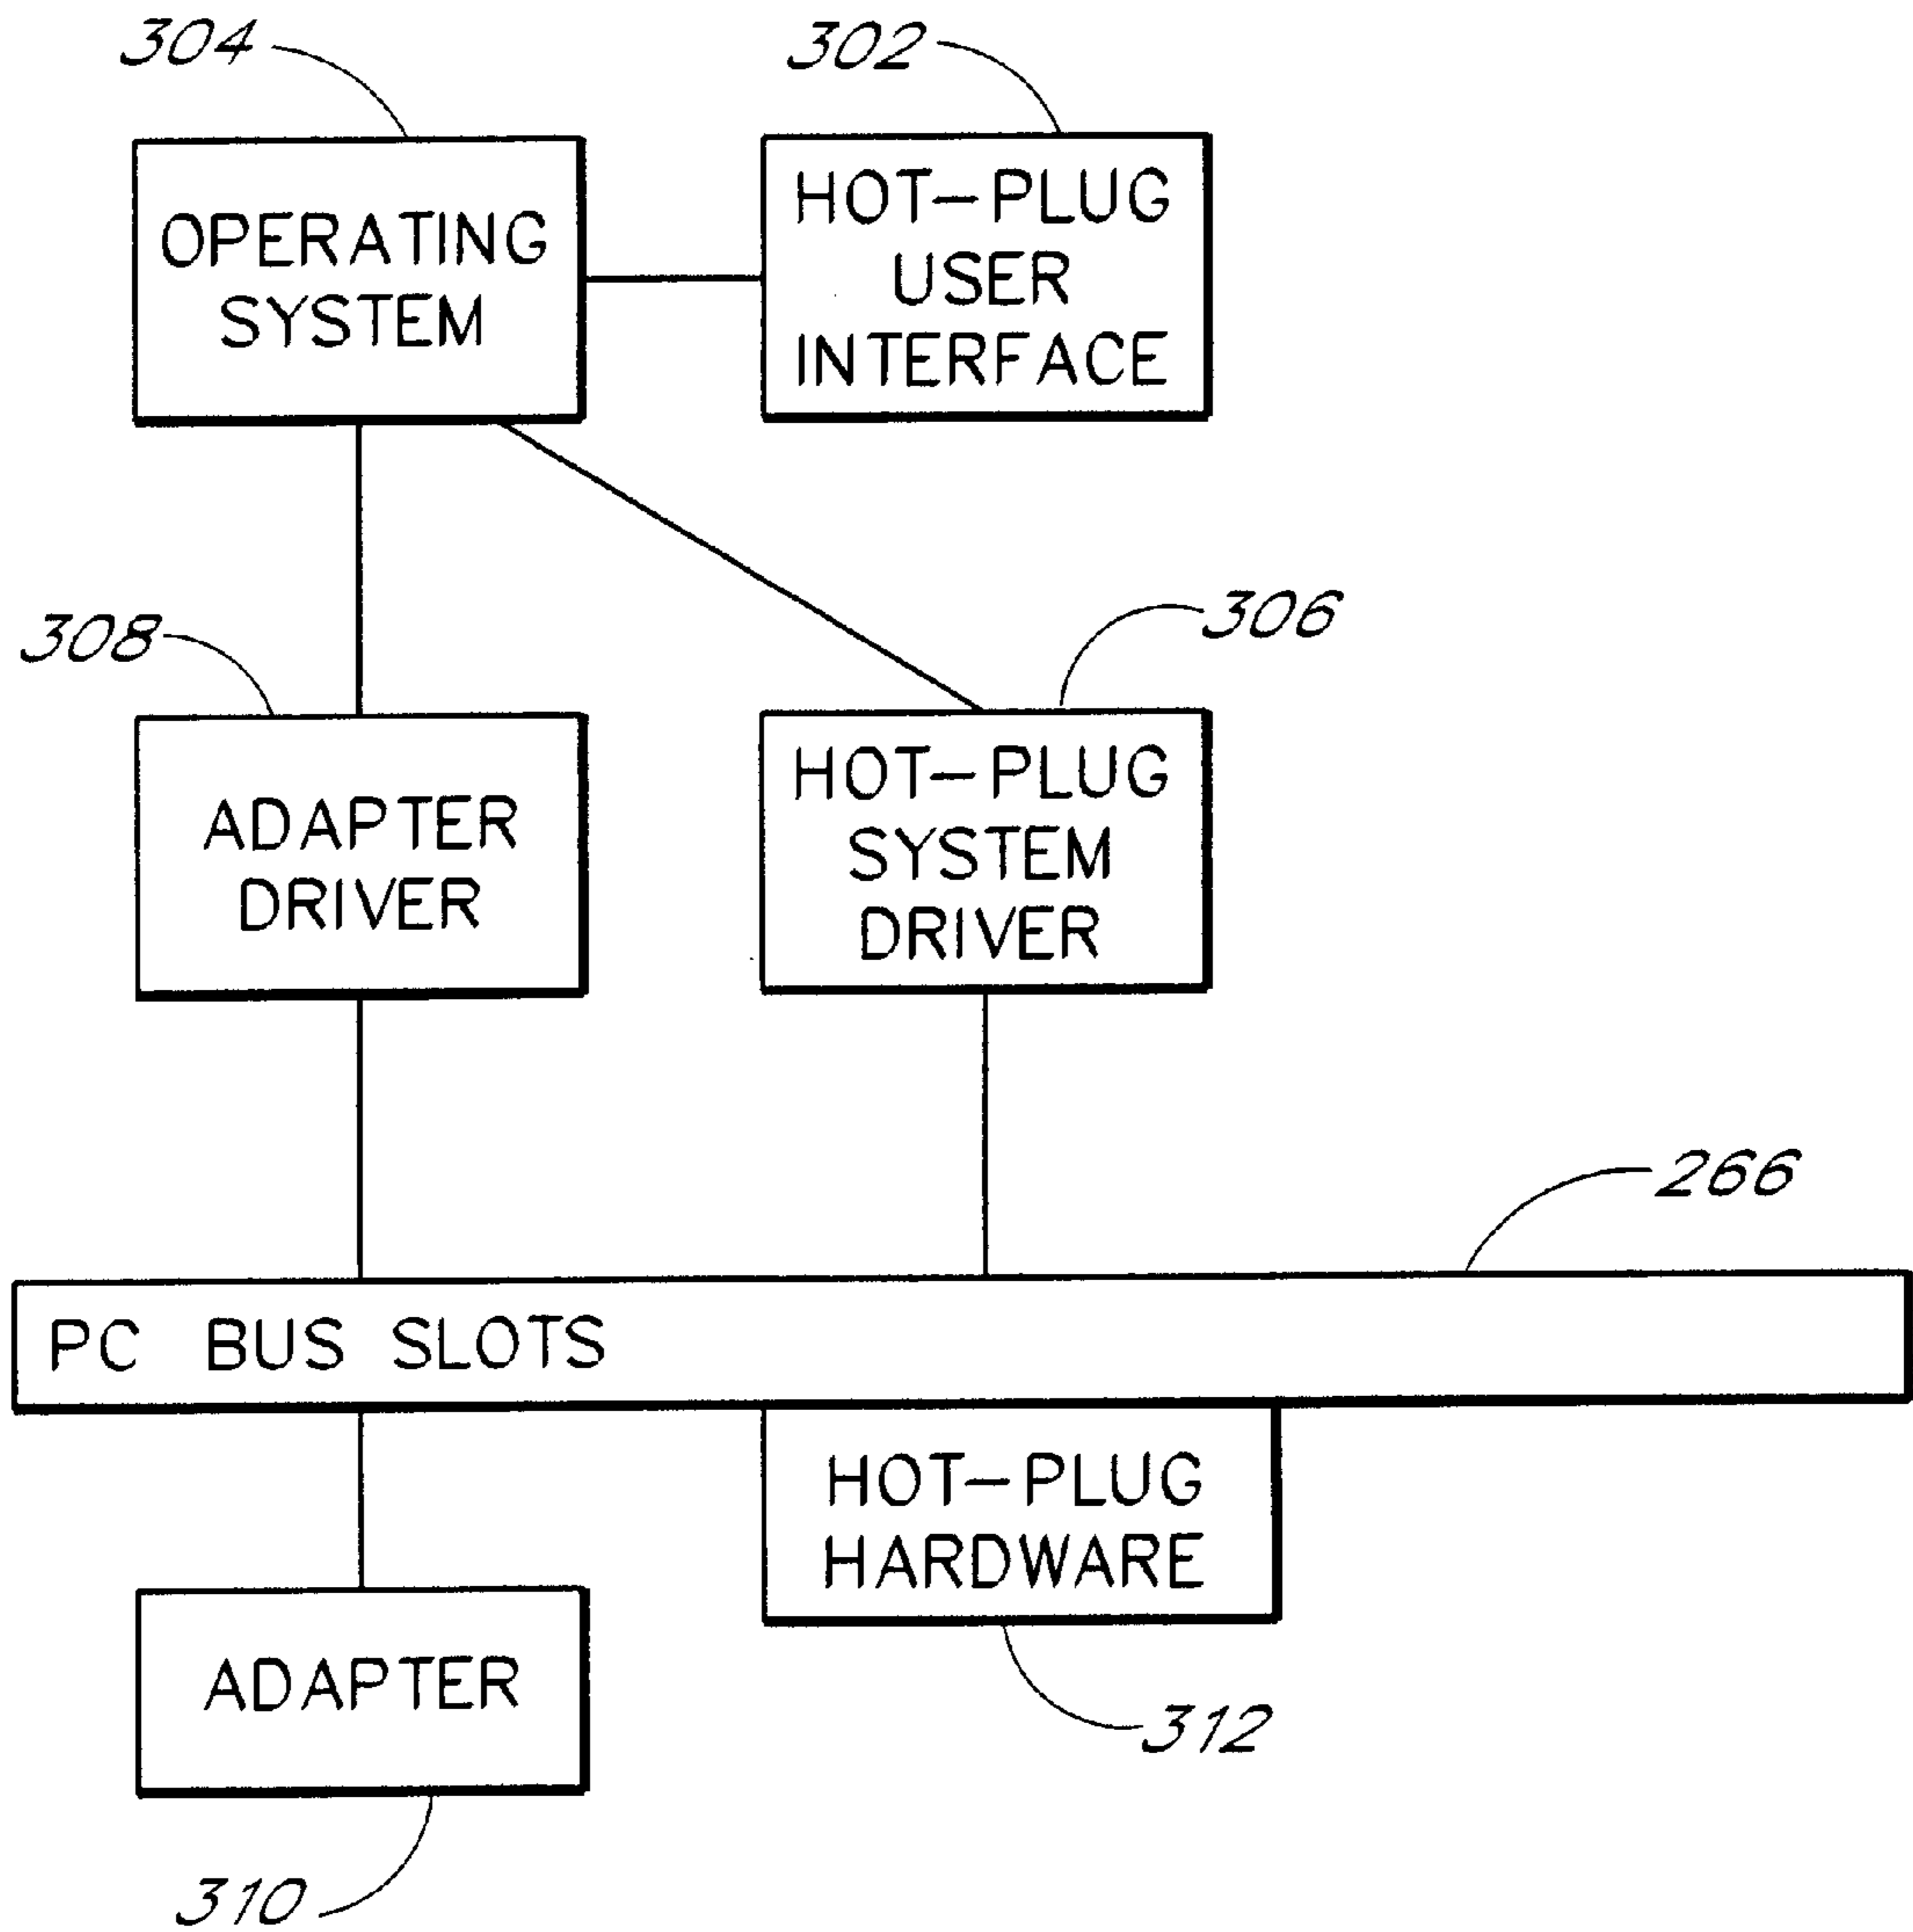 304
302
OPERATING
SYSTEM
HOT-PLUG
USER
INTERFACE
308
306
ADAPTER
DRIVER
HOT-PLUG
SYSTEM
DRIVER
266
PC BUS SLOTS
HOT-PLUG
HARDWARE
ADAPTER
312
310